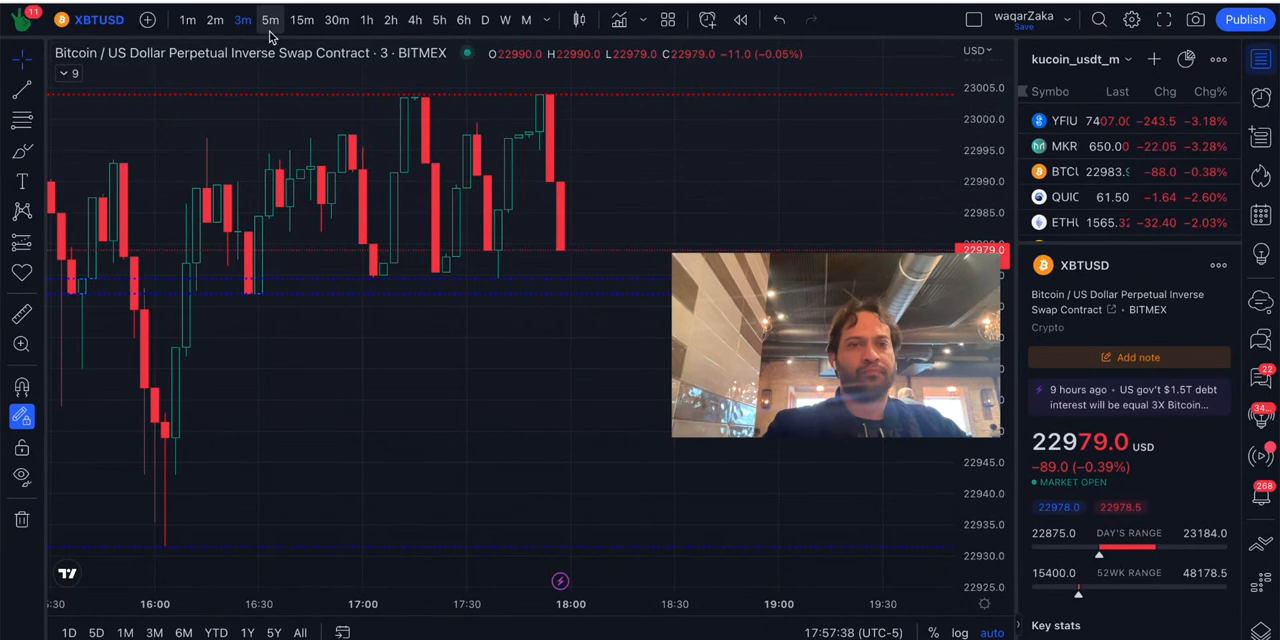 11 XBTUSD 1m 2m 3m 5m 15m 30m 1h 2h 4h 5h 6h D W M waqarZaka Save Publish
Bitcoin / US Dollar Perpetual Inverse Swap Contract · 3 · BITMEX O22990.0 H22990.0 L22979.0 C22979.0 −11.0 (−0.05%) USD
9
23005.0
23000.0
22995.0
22990.0
22985.0
22979.0
22945.0
22940.0
22935.0
22930.0
22925.0
16:00 16:30 17:00 17:30 18:00 18:30 19:00 19:30
1D 5D 1M 3M 6M YTD 1Y 5Y All 17:57:38 (UTC-5) % log auto
kucoin_usdt_m
Symbo Last Chg Chg%
YFIU 7407.00 −243.5 −3.18%
MKR 650.00 −22.05 −3.28%
BTCU 22983.9 −88.0 −0.38%
QUIC 61.50 −1.64 −2.60%
ETHU 1565.32 −32.40 −2.03%
XBTUSD
Bitcoin / US Dollar Perpetual Inverse
Swap Contract · BITMEX
Crypto
Add note
9 hours ago · US gov't $1.5T debt
interest will be equal 3X Bitcoin...
22979.0 USD
−89.0 (−0.39%)
MARKET OPEN
22978.0 22978.5
22875.0 DAY'S RANGE 23184.0
15400.0 52WK RANGE 48178.5
Key stats
22
34...
268